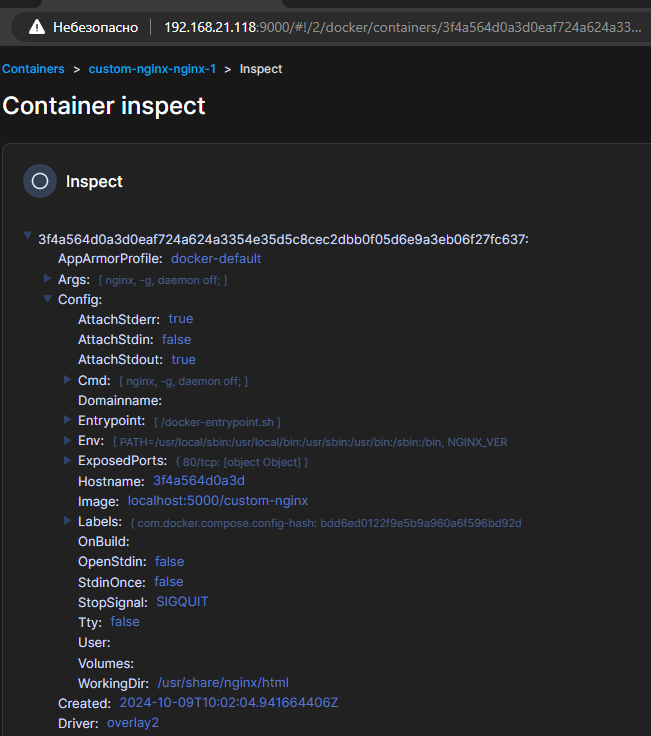 Небезопасно 192.168.21.118:9000/#!/2/docker/containers/3f4a564d0a3d0eaf724a624a33...
Containers > custom-nginx-nginx-1 > Inspect
Container inspect
Inspect
3f4a564d0a3d0eaf724a624a3354e35d5c8cec2dbb0f05d6e9a3eb06f27fc637:
AppArmorProfile: docker-default
Args: [ nginx, -g, daemon off; ]
Config:
AttachStderr: true
AttachStdin: false
AttachStdout: true
Cmd: [ nginx, -g, daemon off; ]
Domainname:
Entrypoint: [ /docker-entrypoint.sh ]
Env: [ PATH=/usr/local/sbin:/usr/local/bin:/usr/sbin:/usr/bin:/sbin:/bin, NGINX_VER
ExposedPorts: { 80/tcp: [object Object] }
Hostname: 3f4a564d0a3d
Image: localhost:5000/custom-nginx
Labels: { com.docker.compose.config-hash: bdd6ed0122f9e5b9a960a6f596bd92d
OnBuild:
OpenStdin: false
StdinOnce: false
StopSignal: SIGQUIT
Tty: false
User:
Volumes:
WorkingDir: /usr/share/nginx/html
Created: 2024-10-09T10:02:04.941664406Z
Driver: overlay2